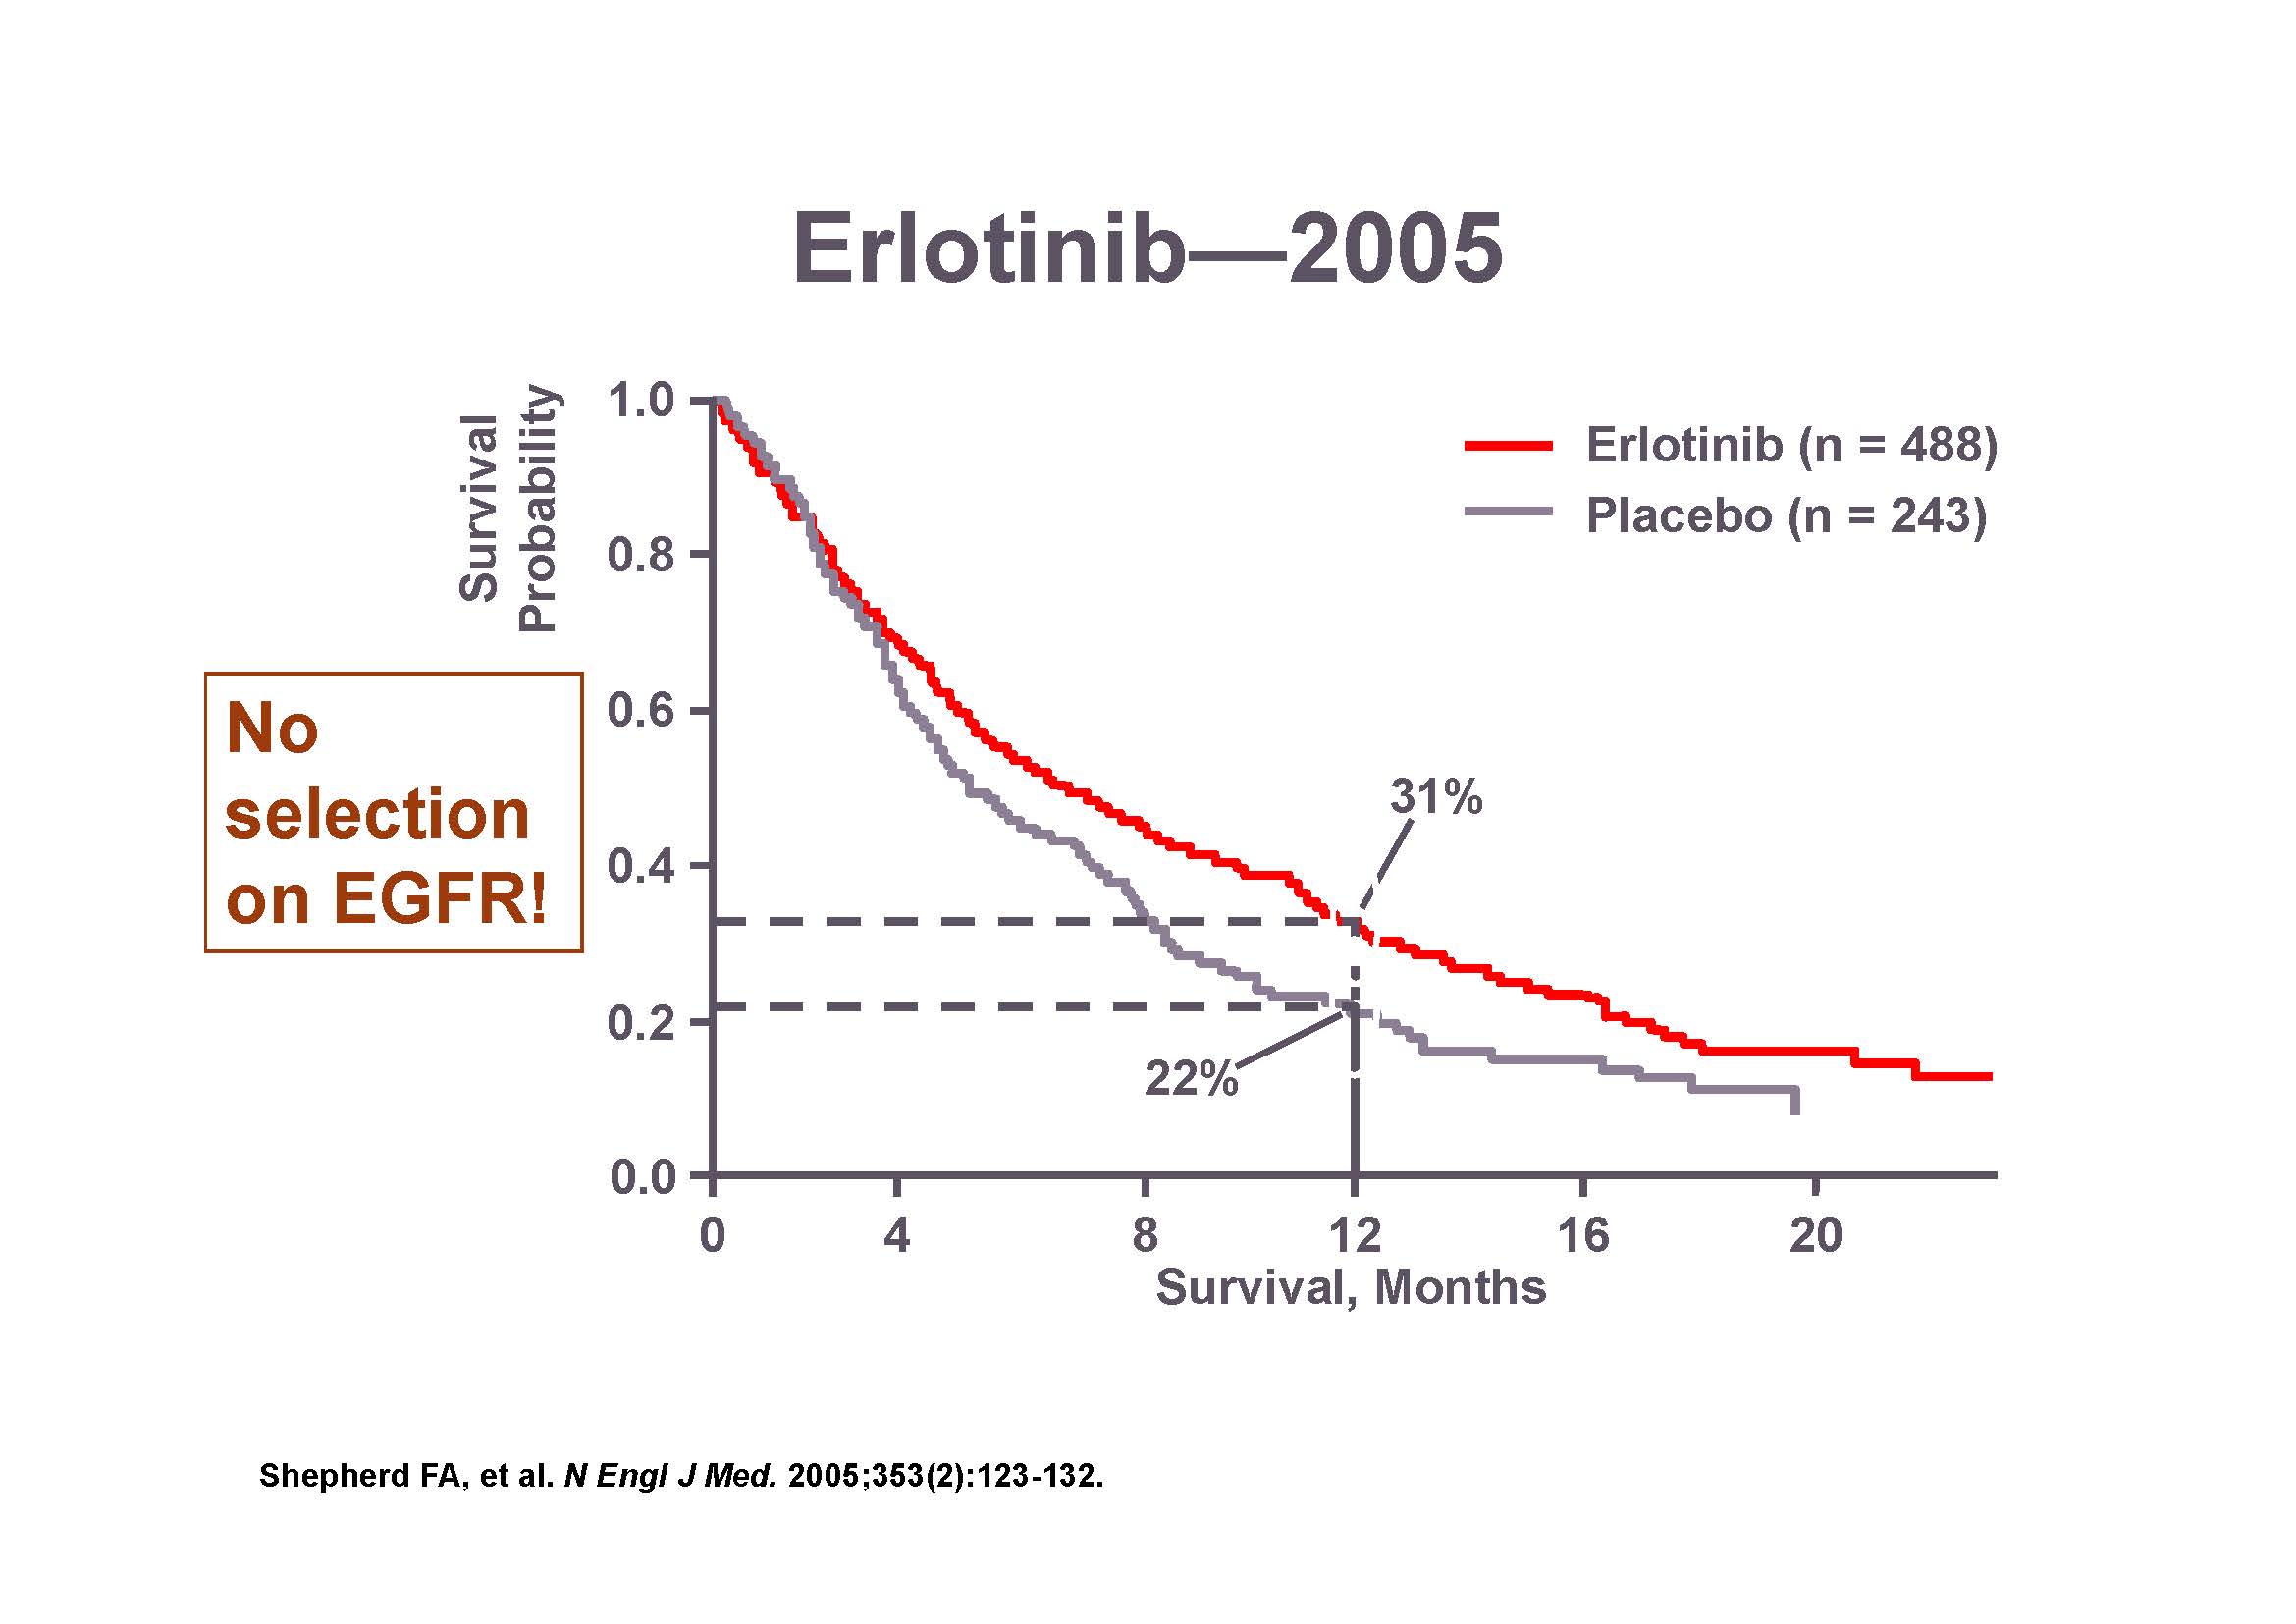 Erlotinib—2005
Survival
Probability
1.0
0.8
0.6
0.4
0.2
0.0
Erlotinib (n = 488)
Placebo (n = 243)
No
selection
on EGFR!
31%
22%
0 4 8 12 16 20
Survival, Months
Shepherd FA, et al. N Engl J Med. 2005;353(2):123-132.